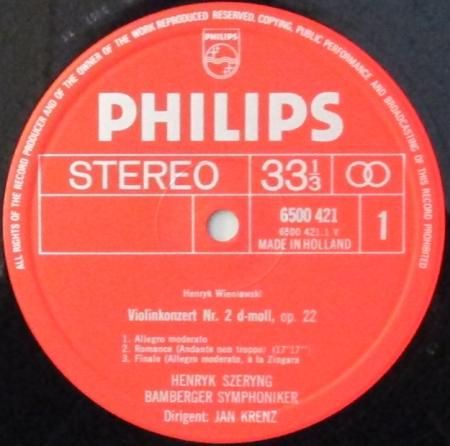 ALL RIGHTS OF THE RECORD PRODUCER AND OF THE OWNER OF THE WORK REPRODUCED RESERVED. COPYING, PUBLIC PERFORMANCE AND BROADCASTING OF THIS RECORD PROHIBITED
PHILIPS
PHILIPS
STEREO 33 1/3
6500 421 1
6500 421.1 Y
MADE IN HOLLAND
Henryk Wieniawski
Violinkonzert Nr. 2 d-moll, op. 22
1. Allegro moderato
2. Romance (Andante non troppo) (17'17")
3. Finale (Allegro moderato, à la Zingara
HENRYK SZERYNG
BAMBERGER SYMPHONIKER
Dirigent: JAN KRENZ